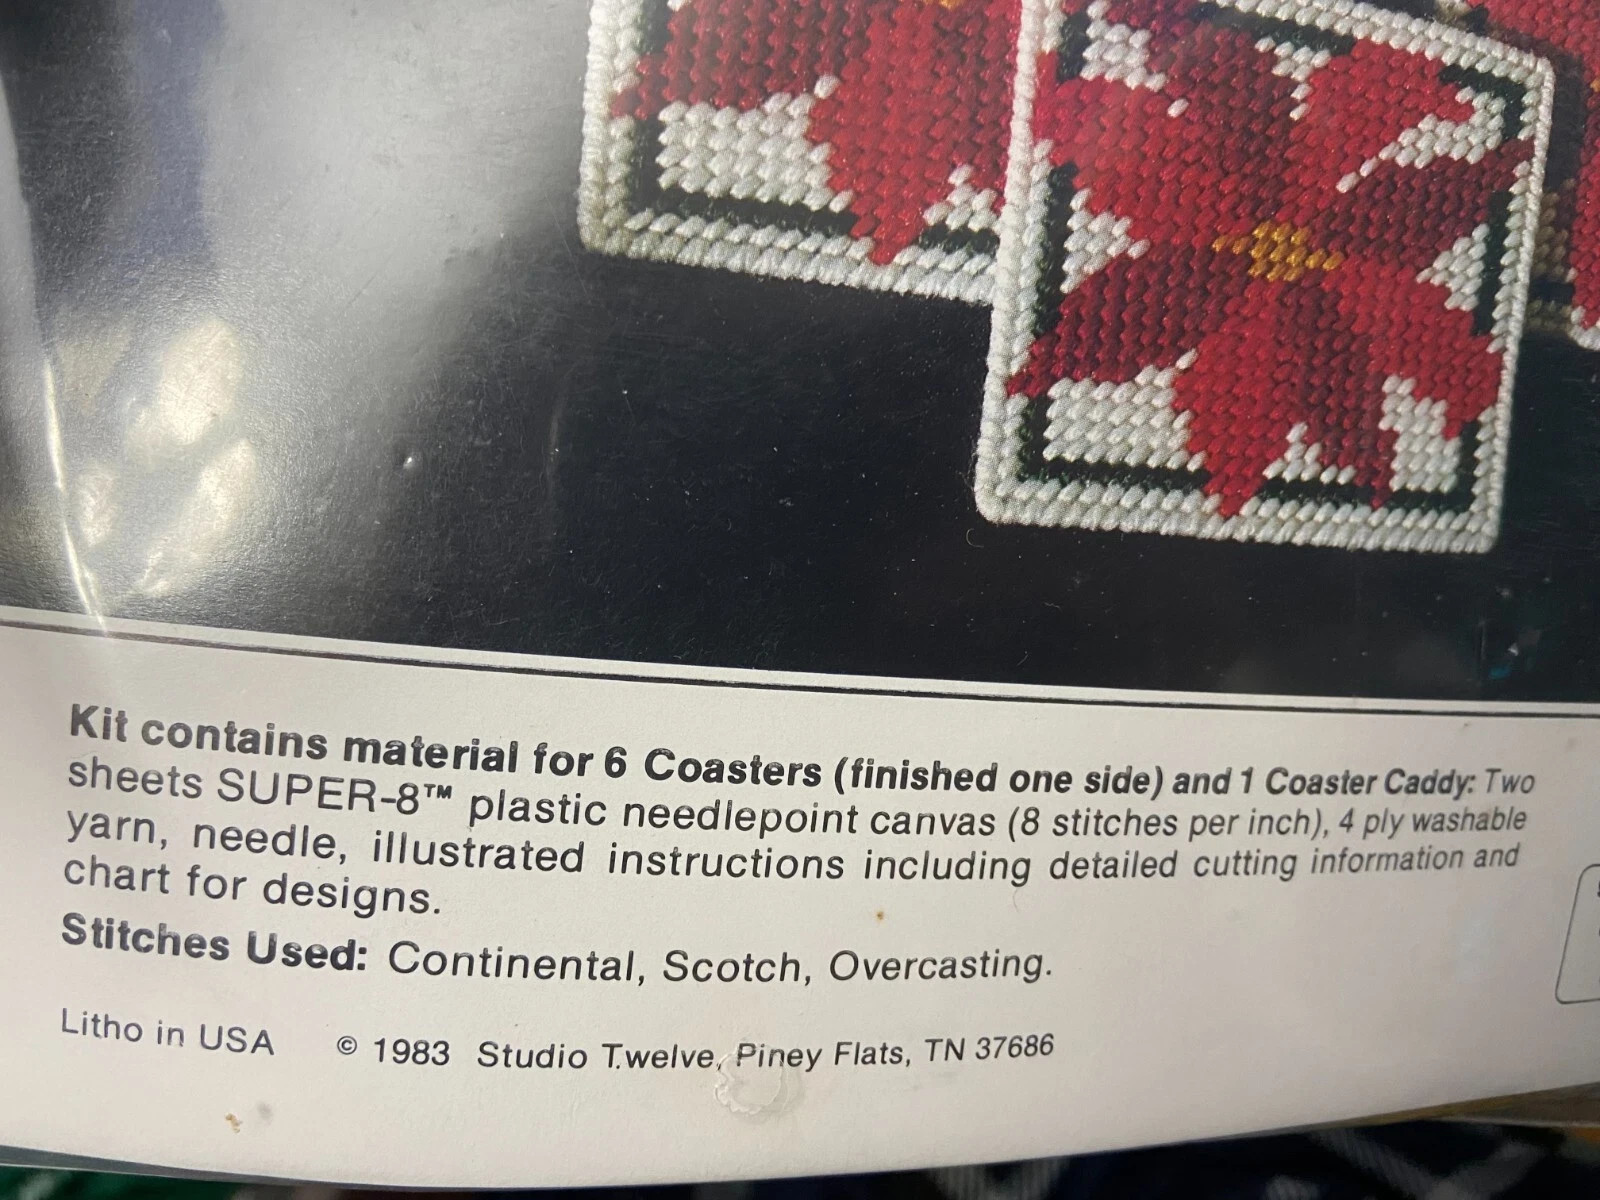 Kit contains material for 6 Coasters (finished one side) and 1 Coaster Caddy: Two
sheets SUPER-8™ plastic needlepoint canvas (8 stitches per inch), 4 ply washable
yarn, needle, illustrated instructions including detailed cutting information and
chart for designs.
Stitches Used: Continental, Scotch, Overcasting.
Litho in USA © 1983 Studio Twelve, Piney Flats, TN 37686